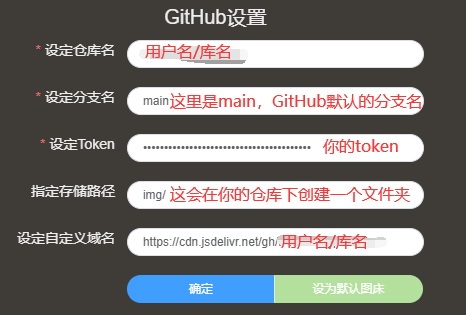 GitHub设置
* 设定仓库名 用户名/库名
* 设定分支名 main这里是main，GitHub默认的分支名
* 设定Token ••••••••••••••••••••••••••••••••••••••• 你的token
指定存储路径 img/ 这会在你的仓库下创建一个文件夹
设定自定义域名 https://cdn.jsdelivr.net/gh/用户名/库名
确定 设为默认图床